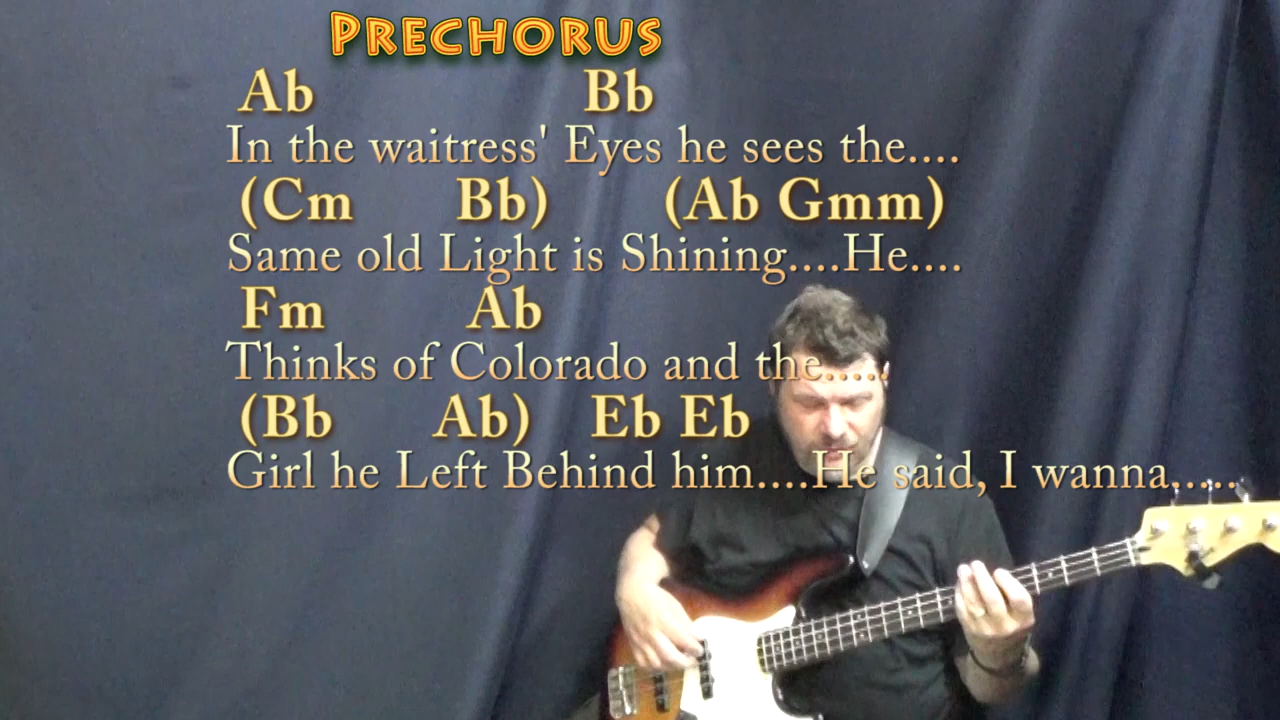 PRECHORUS
Ab Bb
In the waitress' Eyes he sees the....
(Cm Bb) (Ab Gmm)
Same old Light is Shining....He....
Fm Ab
Thinks of Colorado and the.....
(Bb Ab) Eb Eb
Girl he Left Behind him....He said, I wanna.....